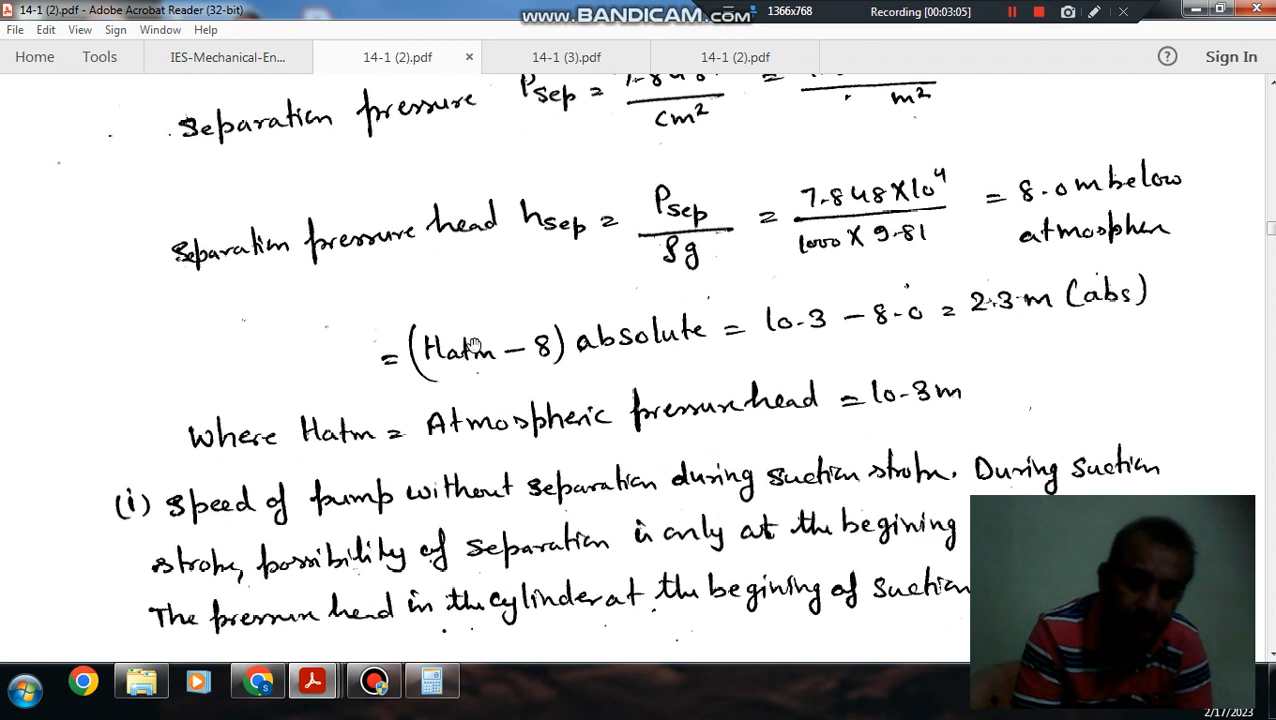 14-1 (2).pdf - Adobe Acrobat Reader (32-bit)
www.BANDICAM.com
1366x768
Recording [00:03:05]
File Edit View Sign Window Help
Home Tools IES-Mechanical-En... 14-1 (2).pdf × 14-1 (3).pdf 14-1 (2).pdf ? Sign In
Separation pressure Psep = 7.848 / cm² = / m²
Separation pressure head hsep = Psep / ρg = 7.848×10⁴ / 1000 × 9.81 = 8.0 m below
atmospher
= (Hatm - 8) absolute = 10.3 - 8.0 = 2.3 m (abs)
Where Hatm = Atmospheric pressure head = 10.3m
(i) Speed of pump without separation during suction stroke. During suction
stroke, possibility of separation is only at the begining
The pressure head in the cylinder at the begining of suction
2/17/2023